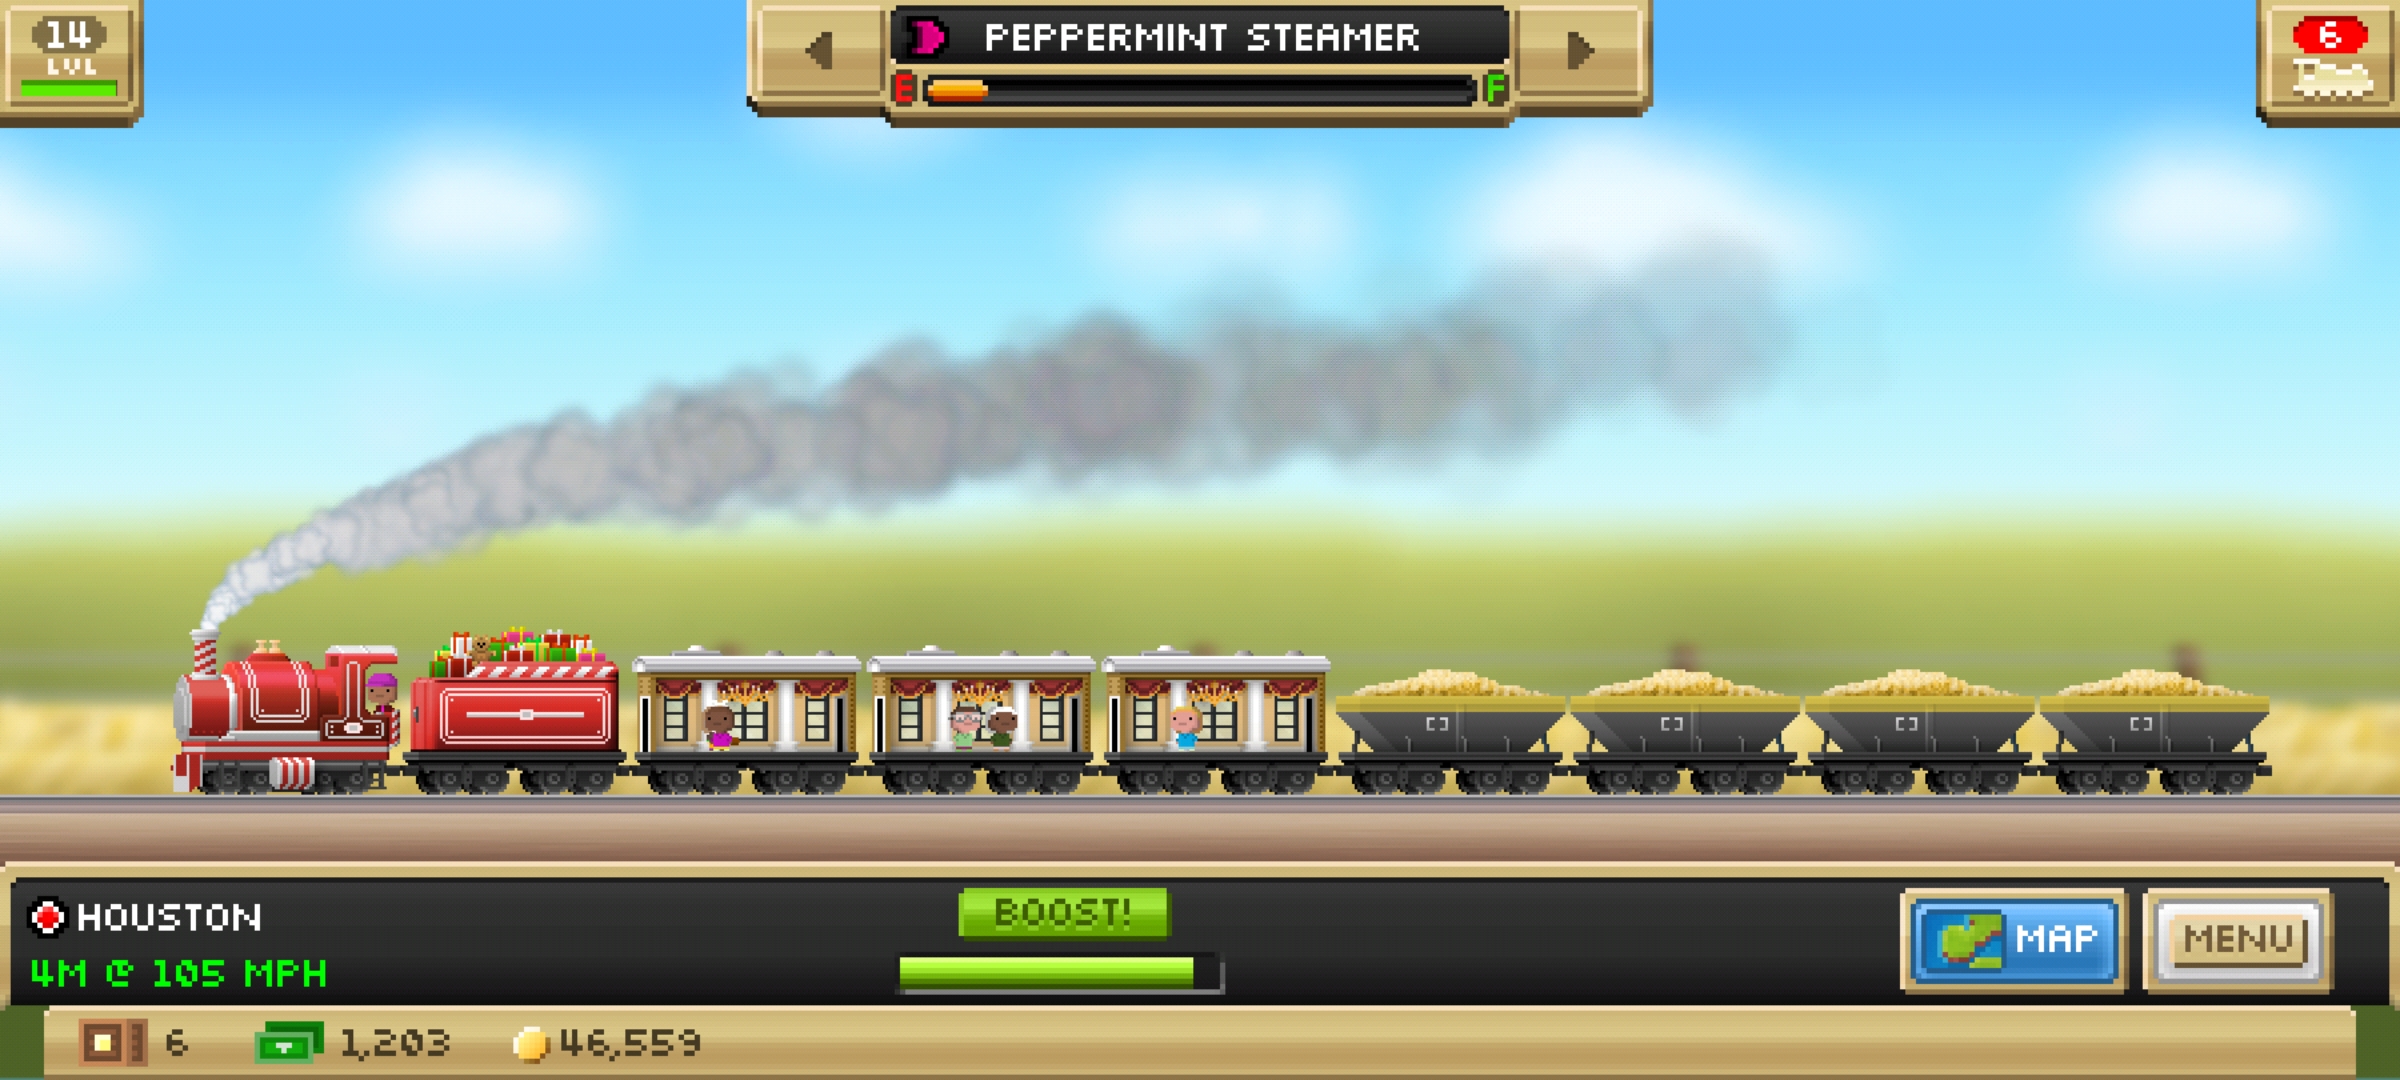 14
LVL
PEPPERMINT STEAMER
E F
6
HOUSTON
4M @ 105 MPH
BOOST!
MAP
MENU
6 1,203 46,559